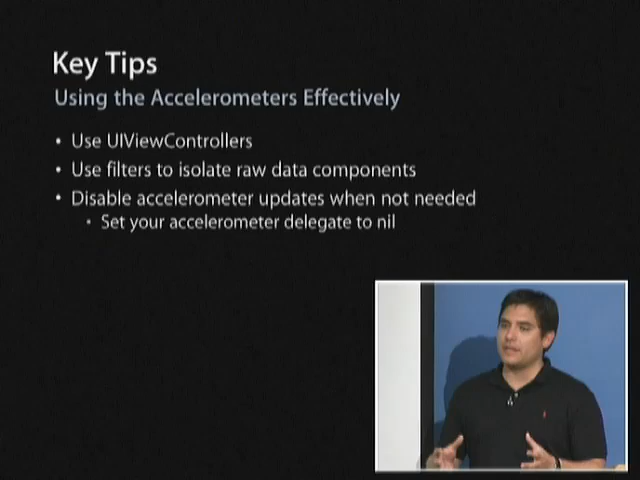 Key Tips
Using the Accelerometers Effectively
• Use UIViewControllers
• Use filters to isolate raw data components
• Disable accelerometer updates when not needed
• Set your accelerometer delegate to nil